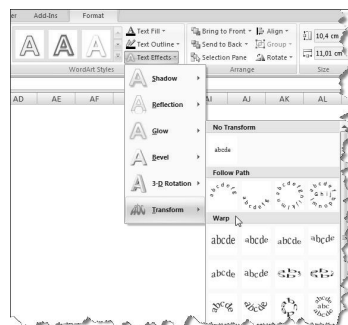 er Add-Ins Format
Text Fill
Text Outline
Text Effects
Bring to Front
Send to Back
Selection Pane
Align
Group
Rotate
10,4 cm
11,01 cm
WordArt Styles
Arrange
Size
AD AE AF AI AJ AK AL
Shadow
Reflection
Glow
Bevel
3-D Rotation
Transform
No Transform
abcde
Follow Path
Warp
abcde abcde abcde abcde
abcde abcde